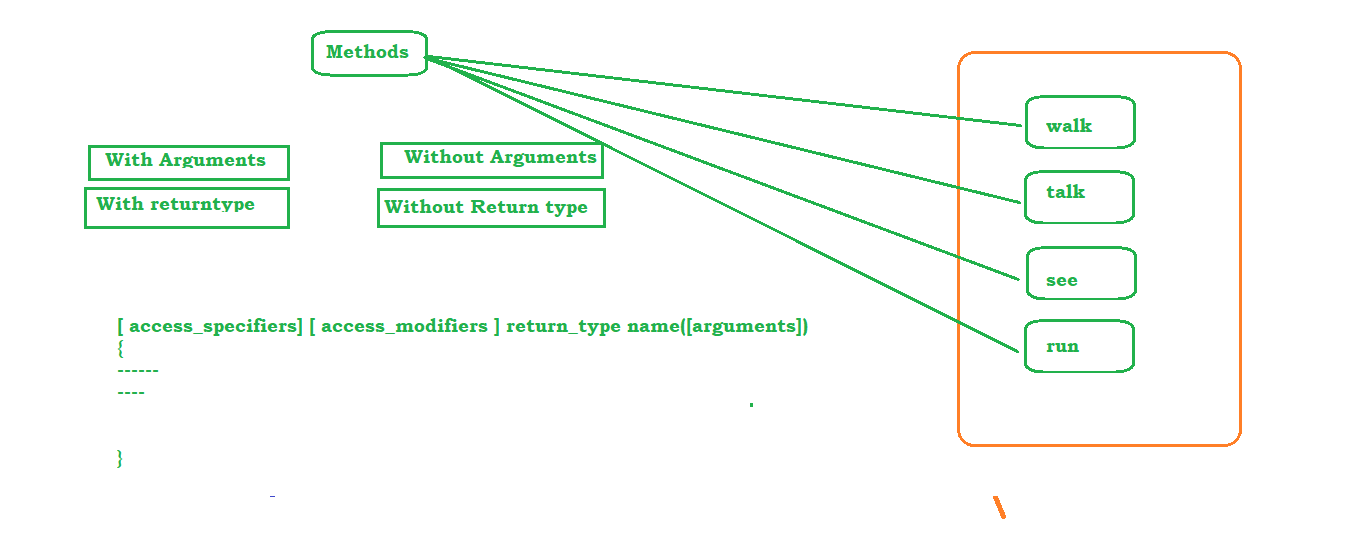 Methods
walk
With Arguments
Without Arguments
talk
With returntype
Without Return type
see
[ access_specifiers] [ access_modifiers ] return_type name([arguments])
{
------
----
}
run